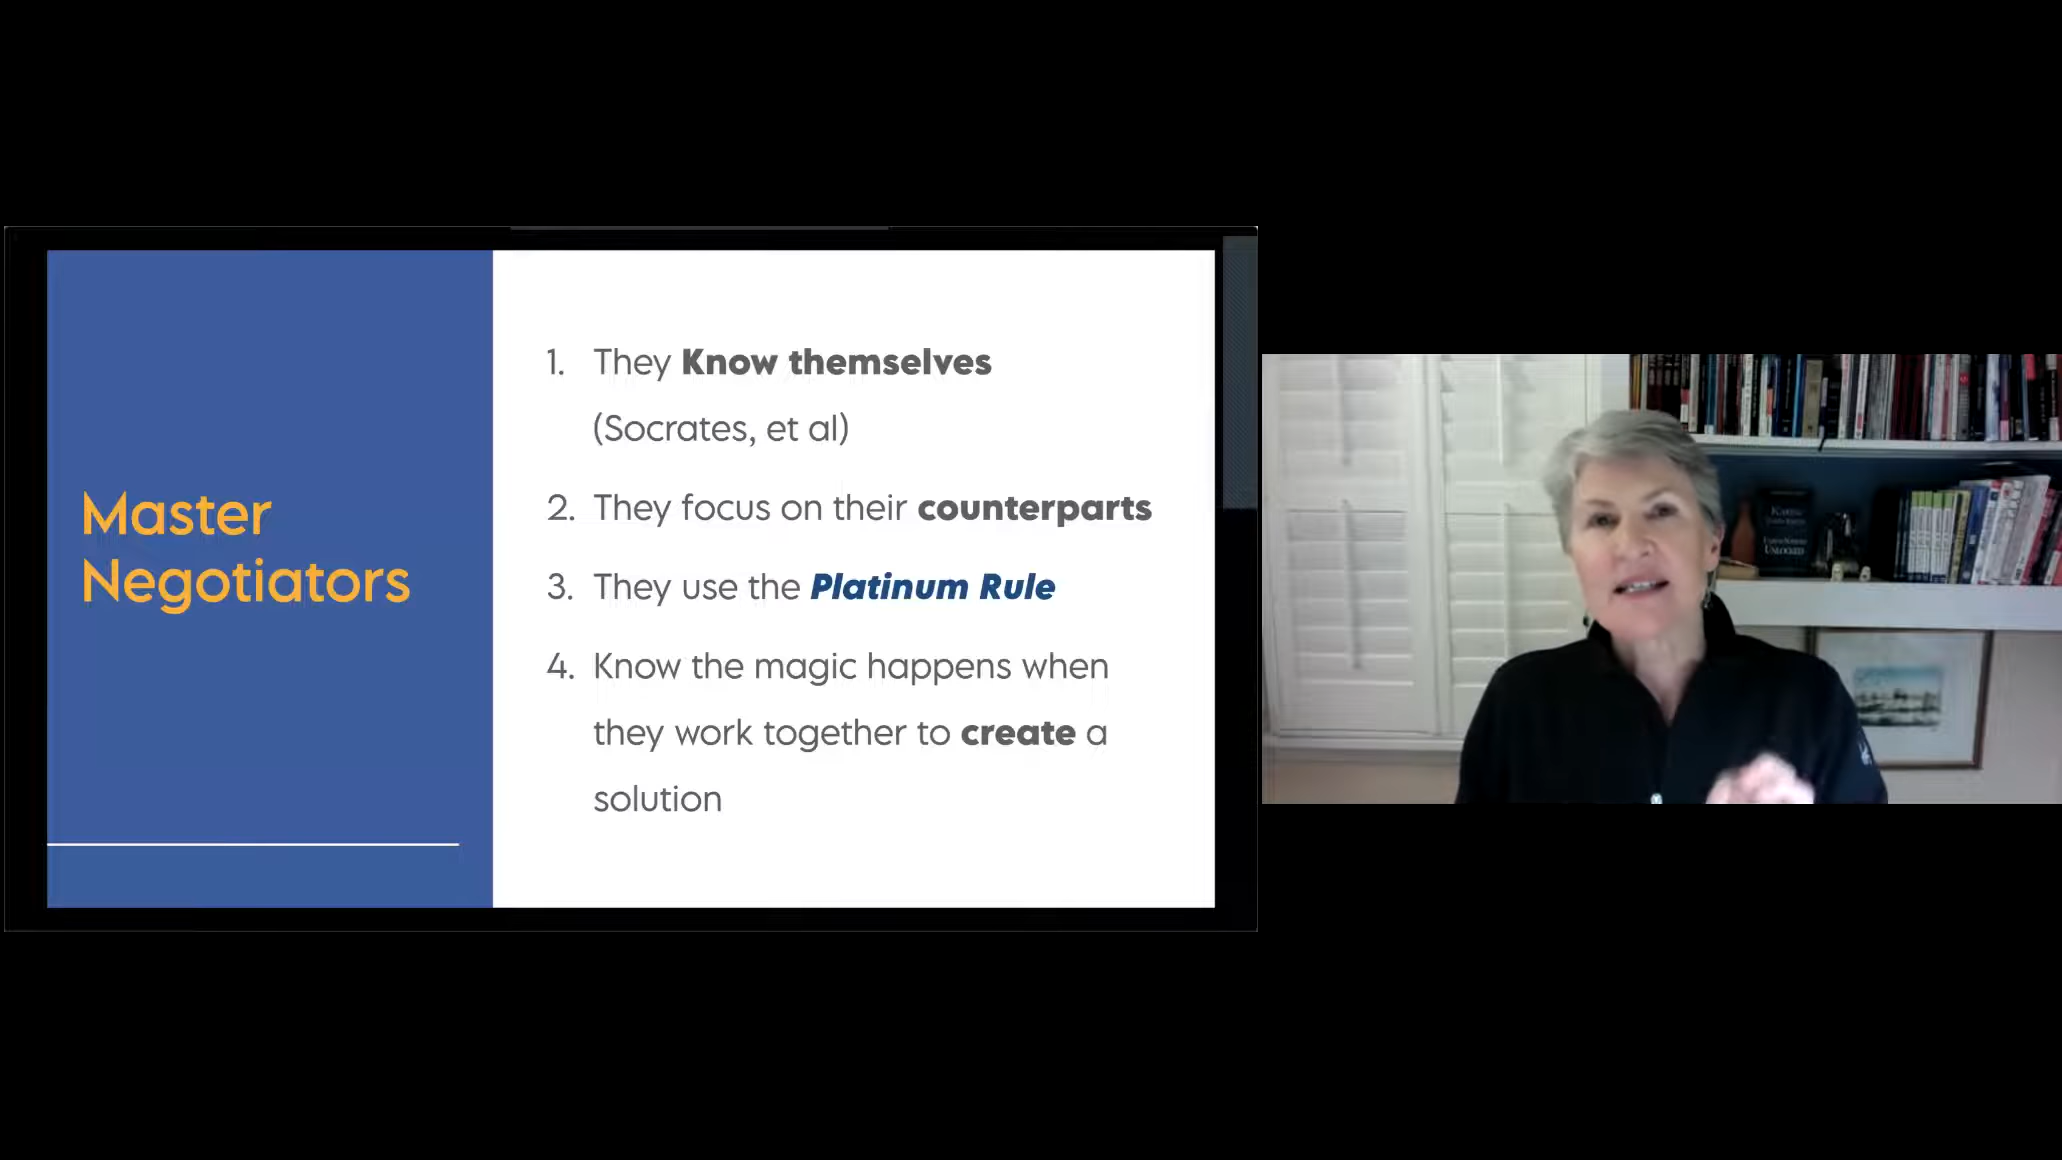 Master
Negotiators
1. They Know themselves
(Socrates, et al)
2. They focus on their counterparts
3. They use the Platinum Rule
4. Know the magic happens when
they work together to create a
solution